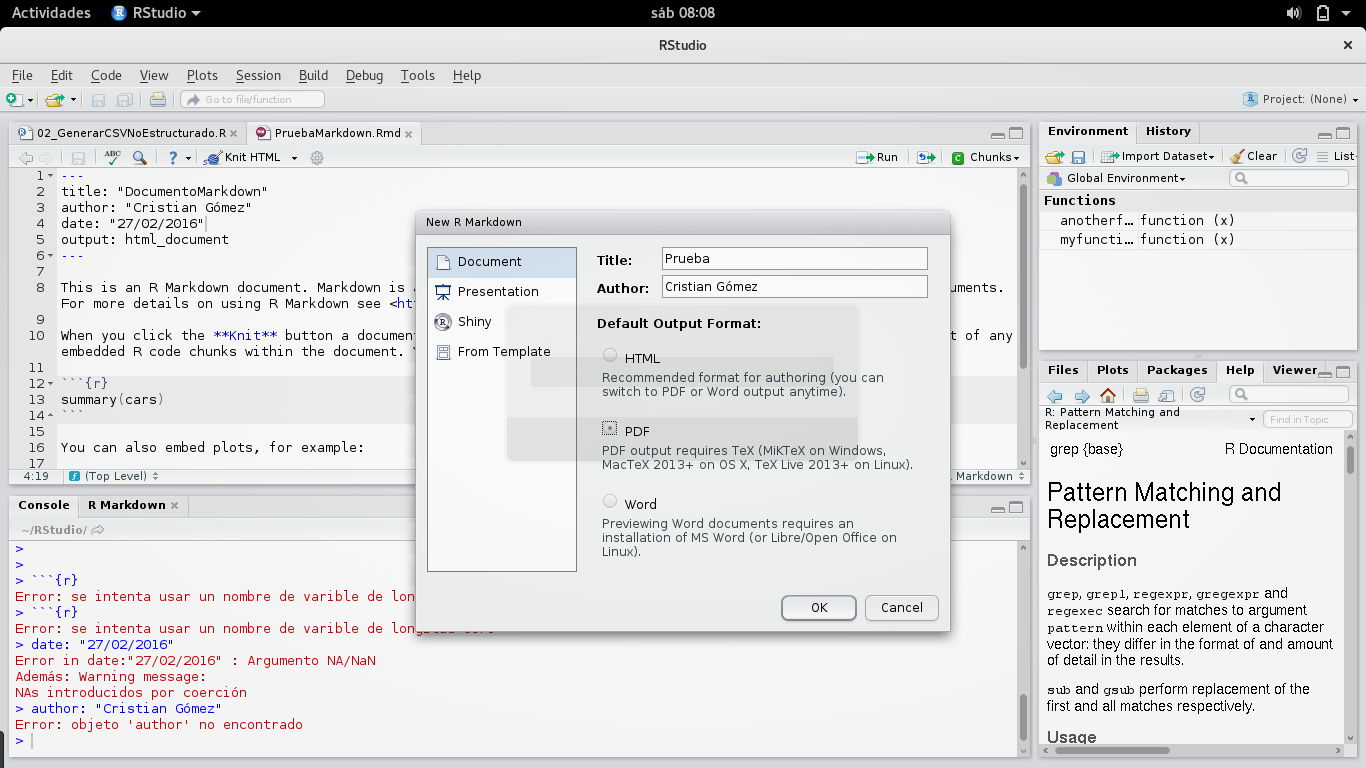 Actividades RStudio sáb 08:08
RStudio
File Edit Code View Plots Session Build Debug Tools Help
Go to file/function Project: (None)
02_GenerarCSVNoEstructurado.R PruebaMarkdown.Rmd
ABC Knit HTML Run Chunks
1 ---
2 title: "DocumentoMarkdown"
3 author: "Cristian Gómez"
4 date: "27/02/2016"
5 output: html_document
6 ---
7
8 This is an R Markdown document. Markdown is
For more details on using R Markdown see
9
10 When you click the **Knit** button a
embedded R code chunks within the document.
11
12 ```{r}
13 summary(cars)
14 ```
15
16 You can also embed plots, for example:
17
4:19 (Top Level) Markdown
New R Markdown
Document
Presentation
Shiny
From Template
Title: Prueba
Author: Cristian Gómez
Default Output Format:
HTML
Recommended format for authoring (you can
switch to PDF or Word output anytime).
PDF
PDF output requires TeX (MiKTeX on Windows,
MacTeX 2013+ on OS X, TeX Live 2013+ on Linux).
Word
Previewing Word documents requires an
installation of MS Word (or Libre/Open Office on
Linux).
OK Cancel
Console R Markdown
~/RStudio/
>
>
> ```{r}
Error: se intenta usar un nombre de varible de
> ```{r}
Error: se intenta usar un nombre de varible de
> date: "27/02/2016"
Error in date:"27/02/2016" : Argumento NA/NaN
Además: Warning message:
NAs introducidos por coerción
> author: "Cristian Gómez"
Error: objeto 'author' no encontrado
>
Environment History
Import Dataset Clear List
Global Environment
Functions
anotherf… function (x)
myfuncti… function (x)
Files Plots Packages Help Viewer
R: Pattern Matching and
Replacement Find in Topic
grep {base} R Documentation
Pattern Matching and
Replacement
Description
grep, grepl, regexpr, gregexpr and
regexec search for matches to argument
pattern within each element of a character
vector: they differ in the format of and amount
of detail in the results.
sub and gsub perform replacement of the
first and all matches respectively.
Usage